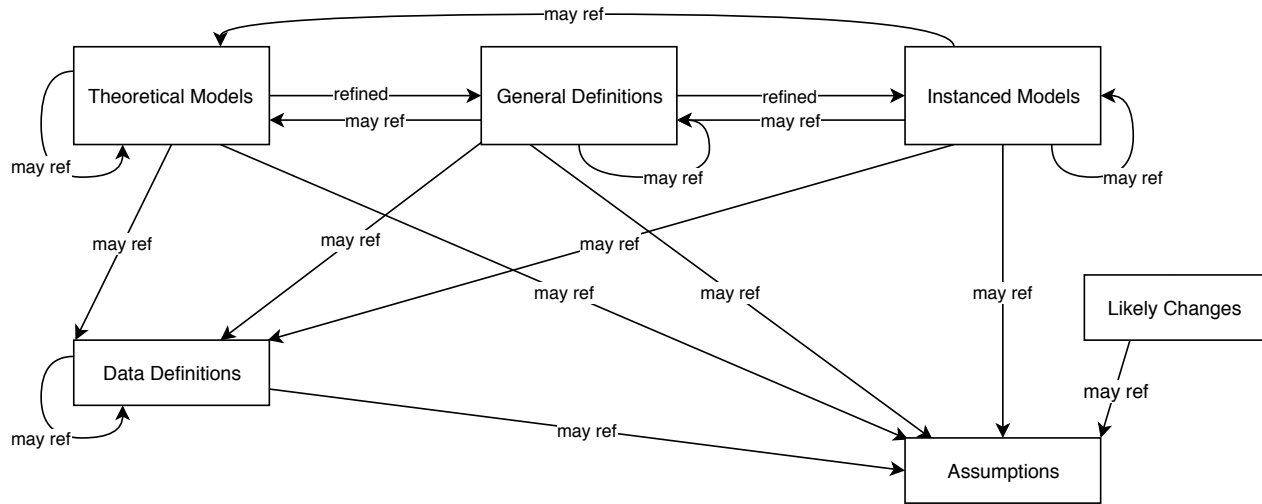 may ref
Theoretical Models
refined
General Definitions
refined
Instanced Models
may ref
may ref
may ref
may ref
may ref
may ref
may ref
may ref
may ref
may ref
may ref
Likely Changes
Data Definitions
may ref
may ref
may ref
Assumptions